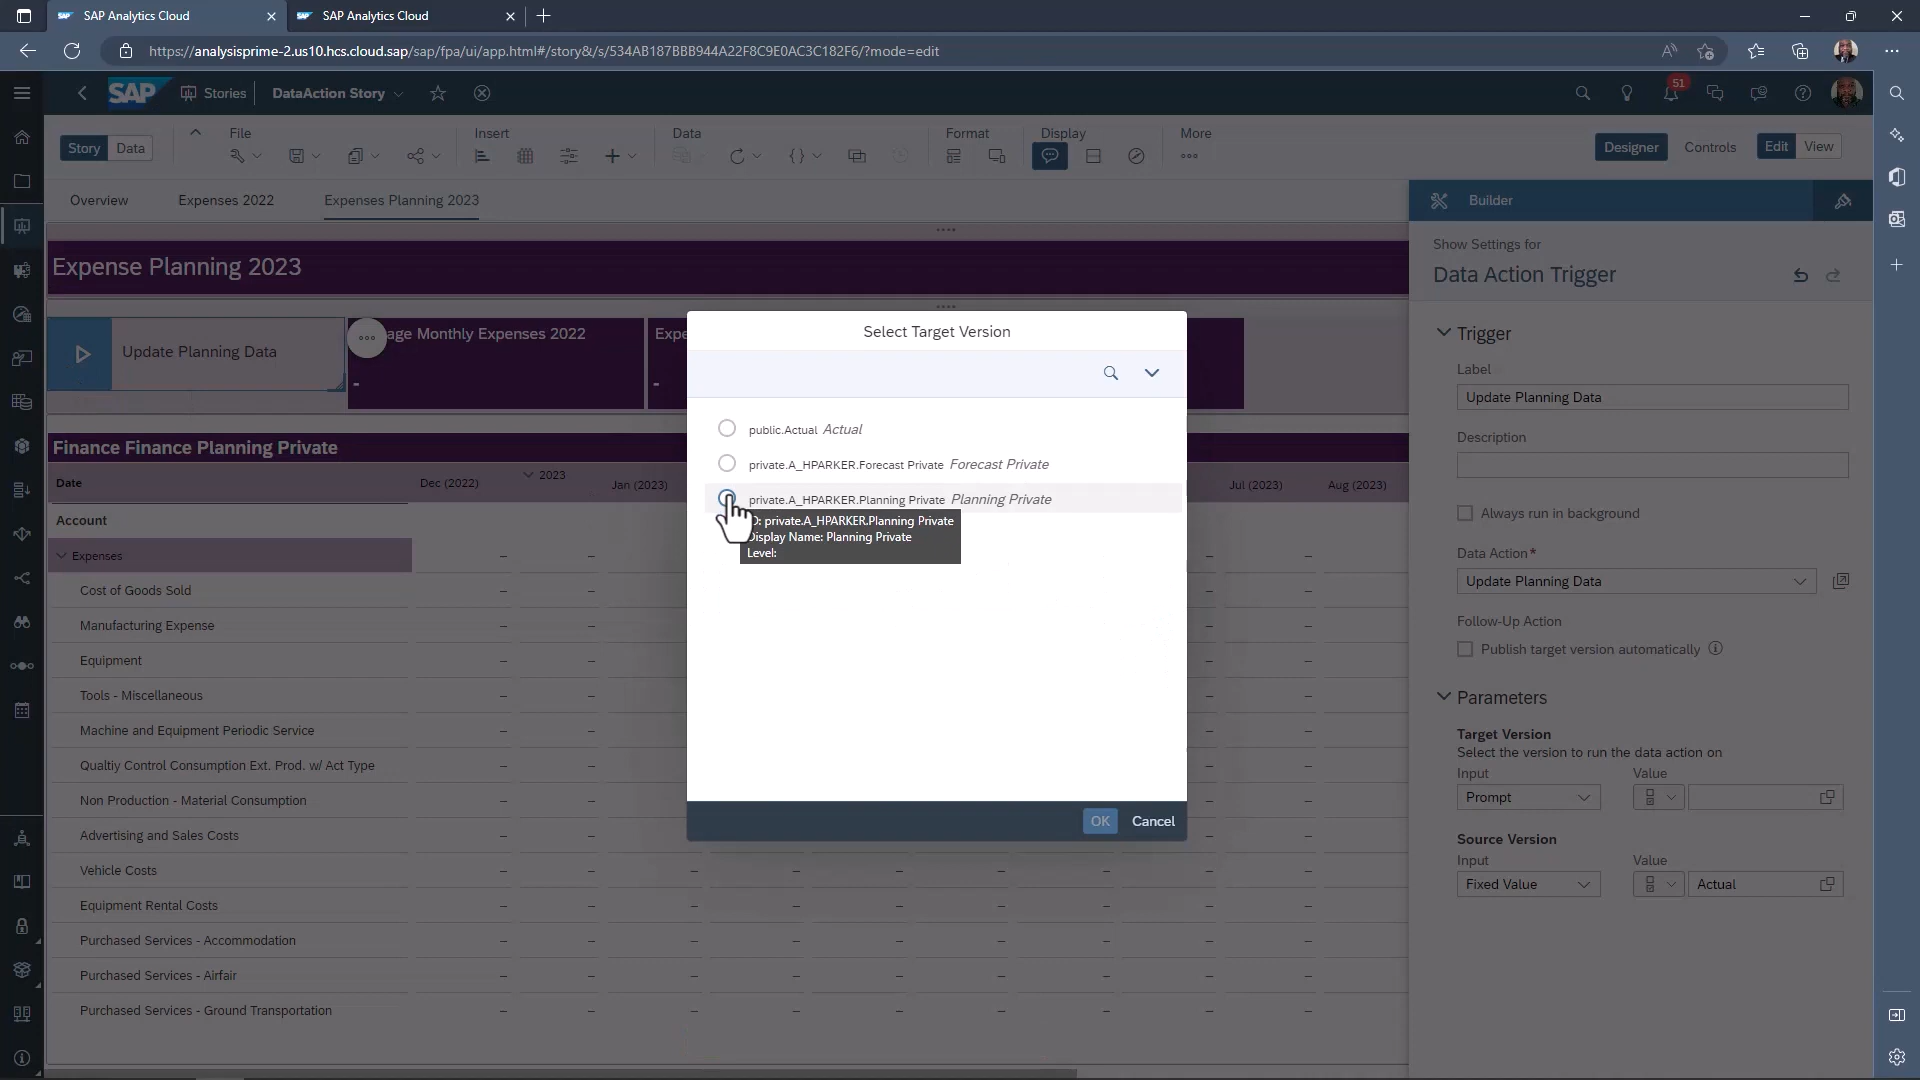 SAP Analytics Cloud
SAP Analytics Cloud
https://analysisprime-2.us10.hcs.cloud.sap/sap/fpa/ui/app.html#/story&/s/534AB187BBB944A22F8C9E0AC3C182F6/?mode=edit
SAP
Stories
DataAction Story
51
Story
Data
File
Insert
Data
Format
Display
More
Designer
Controls
Edit
View
Overview
Expenses 2022
Expenses Planning 2023
Expense Planning 2023
Update Planning Data
age Monthly Expenses 2022
Expe
-
-
Finance Finance Planning Private
Date
Dec (2022)
2023
Jan (2023)
Jul (2023)
Aug (2023)
Account
Expenses
Cost of Goods Sold
Manufacturing Expense
Equipment
Tools - Miscellaneous
Machine and Equipment Periodic Service
Qualtiy Control Consumption Ext. Prod. w/ Act Type
Non Production - Material Consumption
Advertising and Sales Costs
Vehicle Costs
Equipment Rental Costs
Purchased Services - Accommodation
Purchased Services - Airfair
Purchased Services - Ground Transportation
Select Target Version
public.Actual Actual
private.A_HPARKER.Forecast Private Forecast Private
private.A_HPARKER.Planning Private Planning Private
private.A_HPARKER.Planning Private
Display Name: Planning Private
Level:
OK
Cancel
Builder
Show Settings for
Data Action Trigger
Trigger
Label
Update Planning Data
Description
Always run in background
Data Action*
Update Planning Data
Follow-Up Action
Publish target version automatically
Parameters
Target Version
Select the version to run the data action on
Input
Value
Prompt
Source Version
Input
Value
Fixed Value
Actual